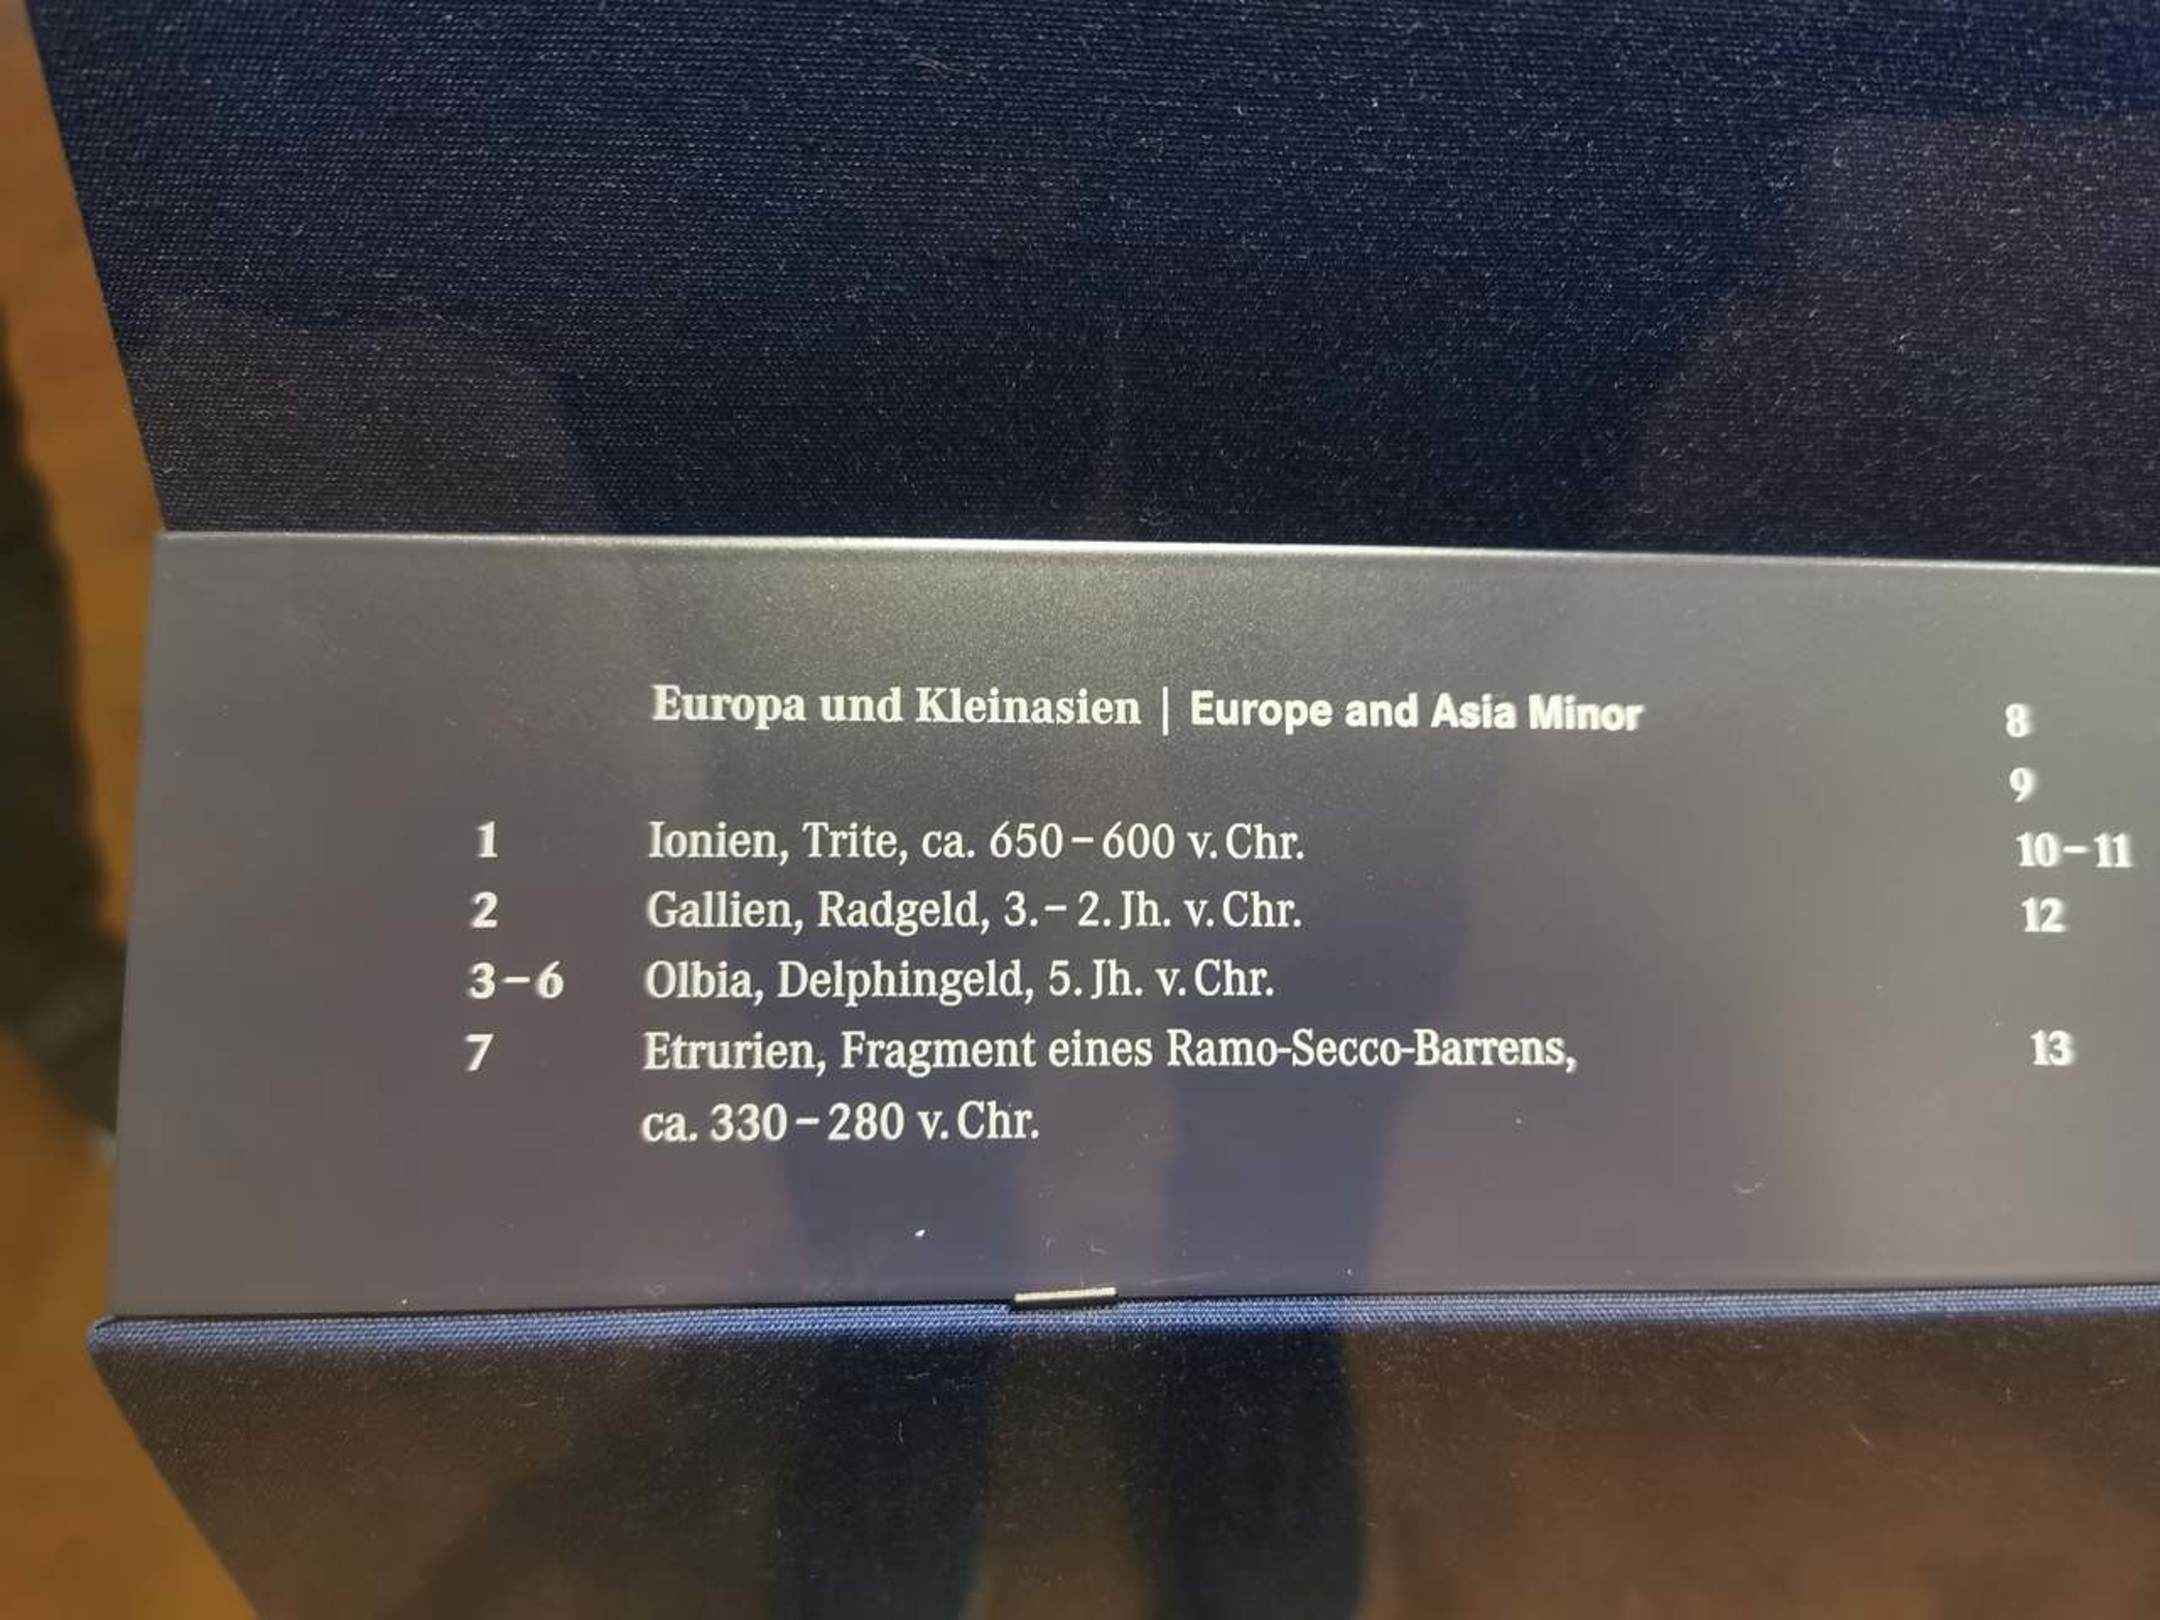 Europa und Kleinasien | Europe and Asia Minor
1 Ionien, Trite, ca. 650–600 v. Chr.
2 Gallien, Radgeld, 3.–2. Jh. v. Chr.
3–6 Olbia, Delphingeld, 5. Jh. v. Chr.
7 Etrurien, Fragment eines Ramo-Secco-Barrens,
ca. 330–280 v. Chr.
8
9
10–11
12
13